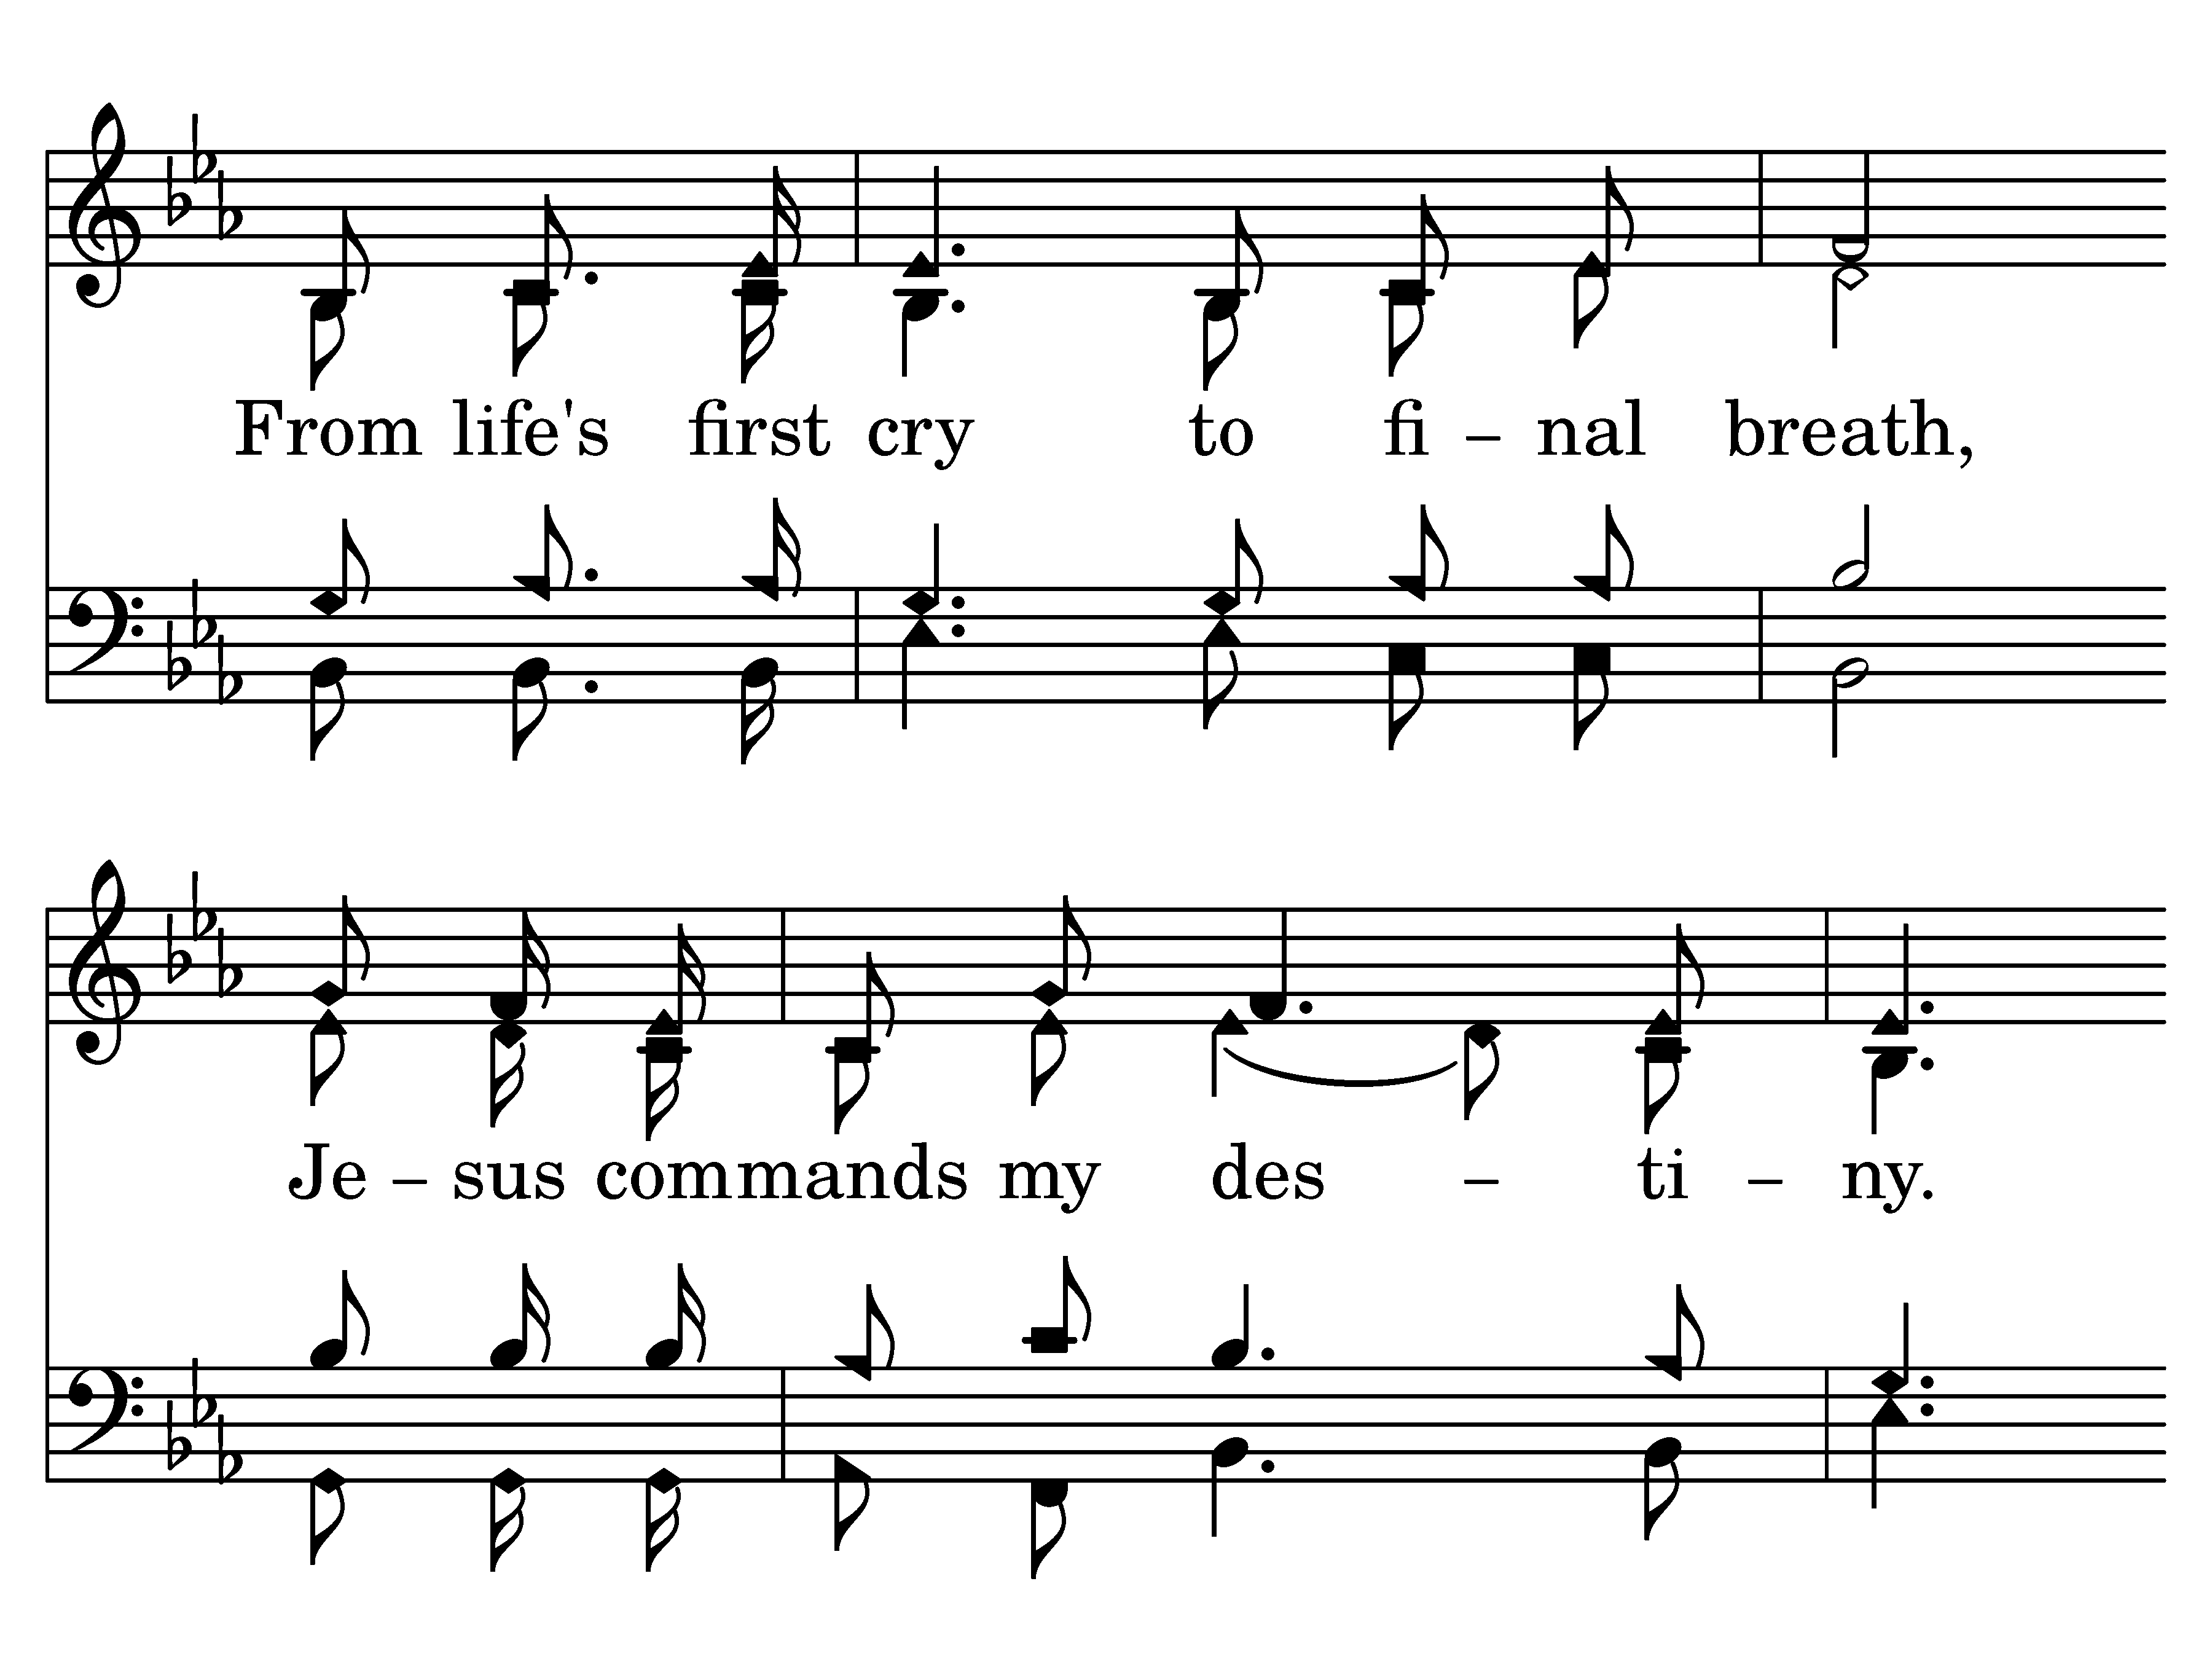 From life's first cry to fi – nal breath,
Je – sus commands my des – ti – ny.